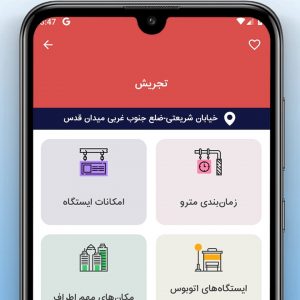 5:47 G
تجریش
خیابان شریعتی-ضلع جنوب غربی میدان قدس
زمان‌بندی مترو
امکانات ایستگاه
ایستگاه‌های اتوبوس
مکان‌های مهم اطراف